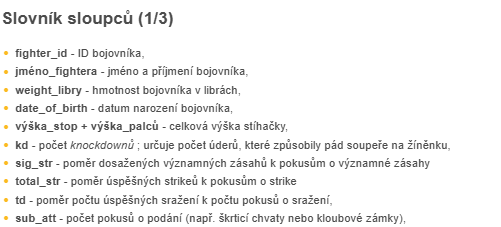 Slovník sloupců (1/3)
fighter_id - ID bojovníka,
jméno_fightera - jméno a příjmení bojovníka,
weight_libry - hmotnost bojovníka v librách,
date_of_birth - datum narození bojovníka,
výška_stop + výška_palců - celková výška stíhačky,
kd - počet knockdownů ; určuje počet úderů, které způsobily pád soupeře na žíněnku,
sig_str - poměr dosažených významných zásahů k pokusům o významné zásahy
total_str - poměr úspěšných strikeů k pokusům o strike
td - poměr počtu úspěšných sražení k počtu pokusů o sražení,
sub_att - počet pokusů o podání (např. škrticí chvaty nebo kloubové zámky),